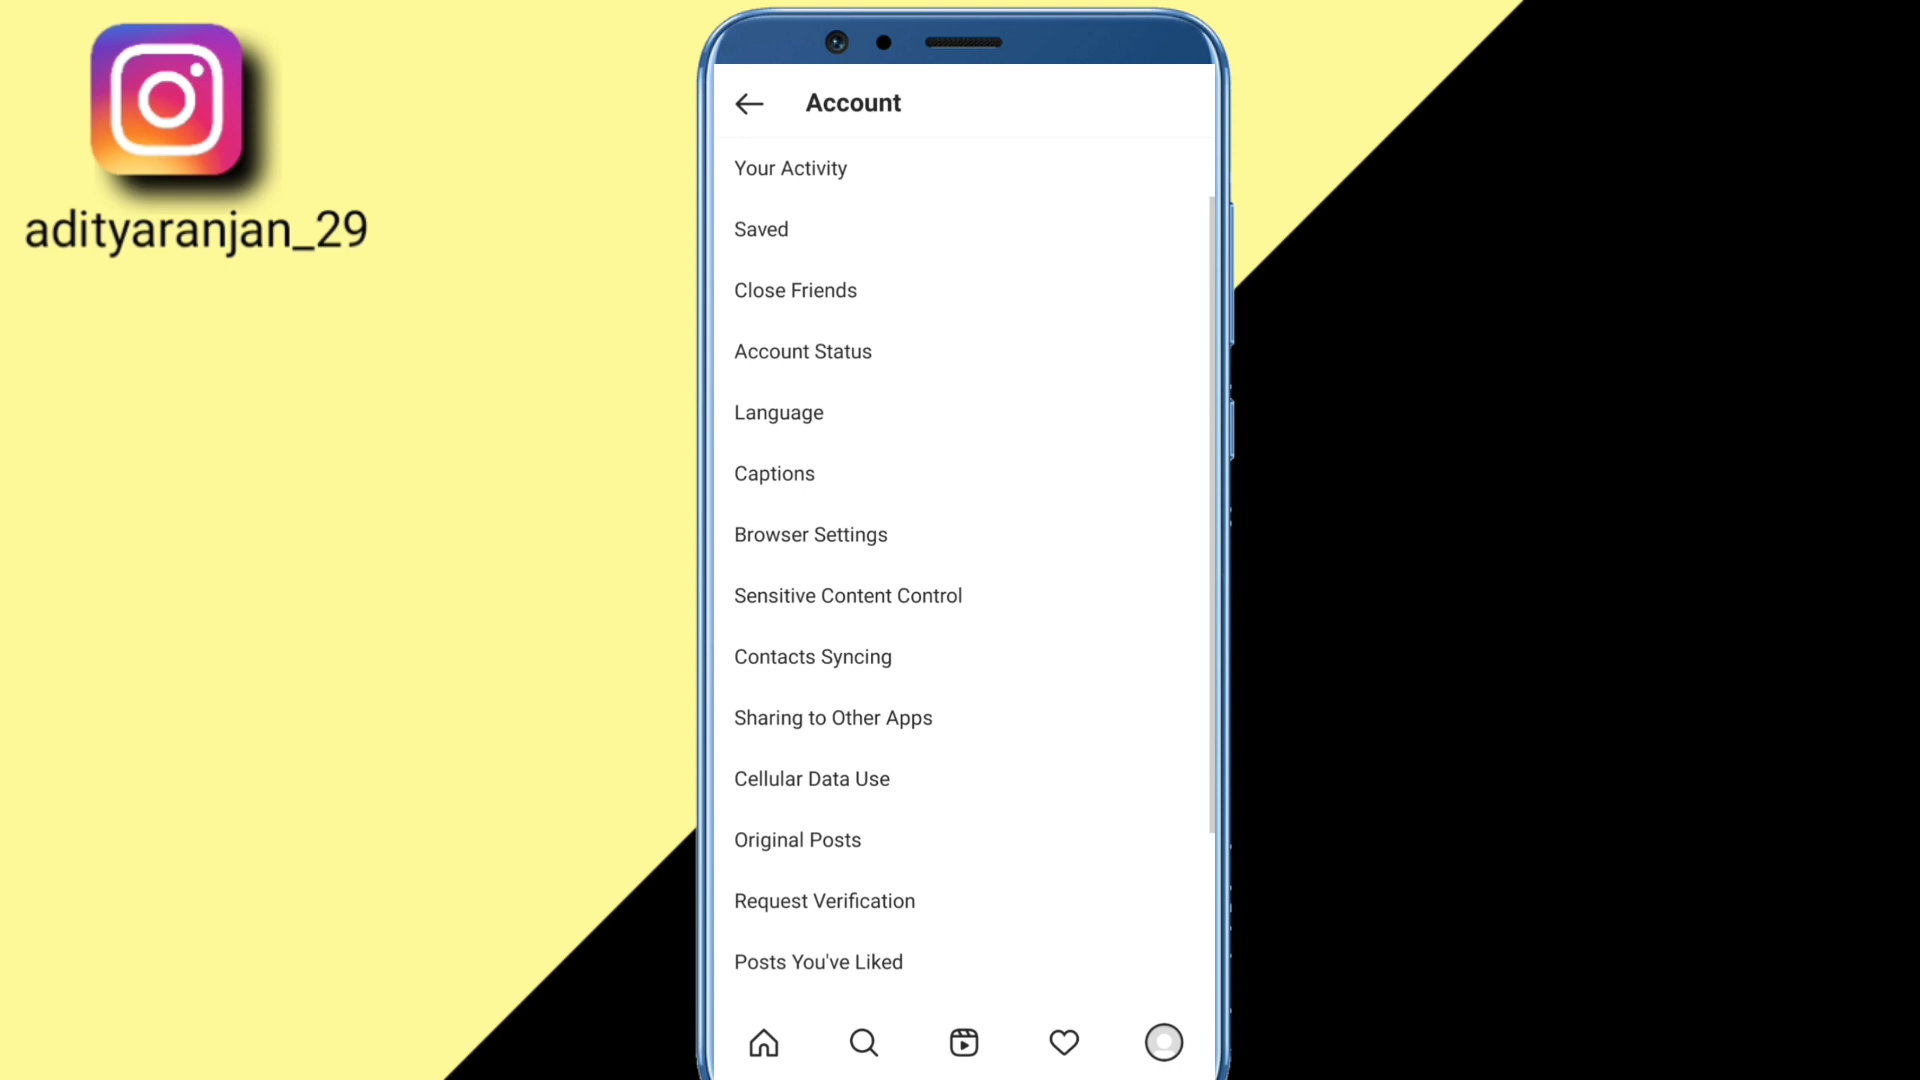 adityaranjan_29
Account
Your Activity
Saved
Close Friends
Account Status
Language
Captions
Browser Settings
Sensitive Content Control
Contacts Syncing
Sharing to Other Apps
Cellular Data Use
Original Posts
Request Verification
Posts You've Liked